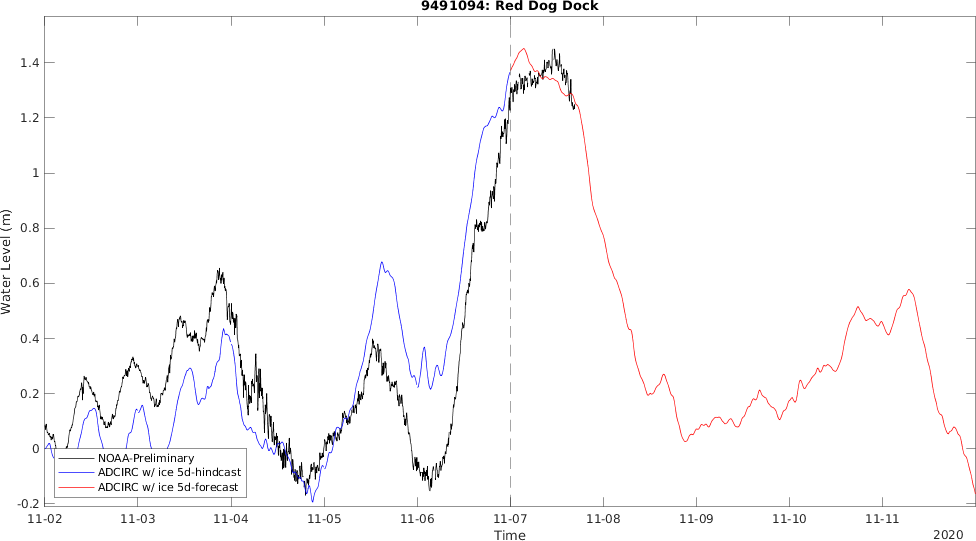 9491094: Red Dog Dock
Water Level (m)
1.4
1.2
1
0.8
0.6
0.4
0.2
0
-0.2
NOAA-Preliminary
ADCIRC w/ ice 5d-hindcast
ADCIRC w/ ice 5d-forecast
11-02 11-03 11-04 11-05 11-06 11-07 11-08 11-09 11-10 11-11
Time
2020